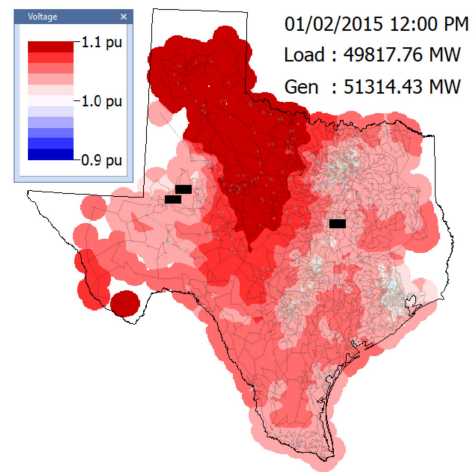 Voltage
1.1 pu
1.0 pu
0.9 pu
01/02/2015 12:00 PM
Load : 49817.76 MW
Gen : 51314.43 MW